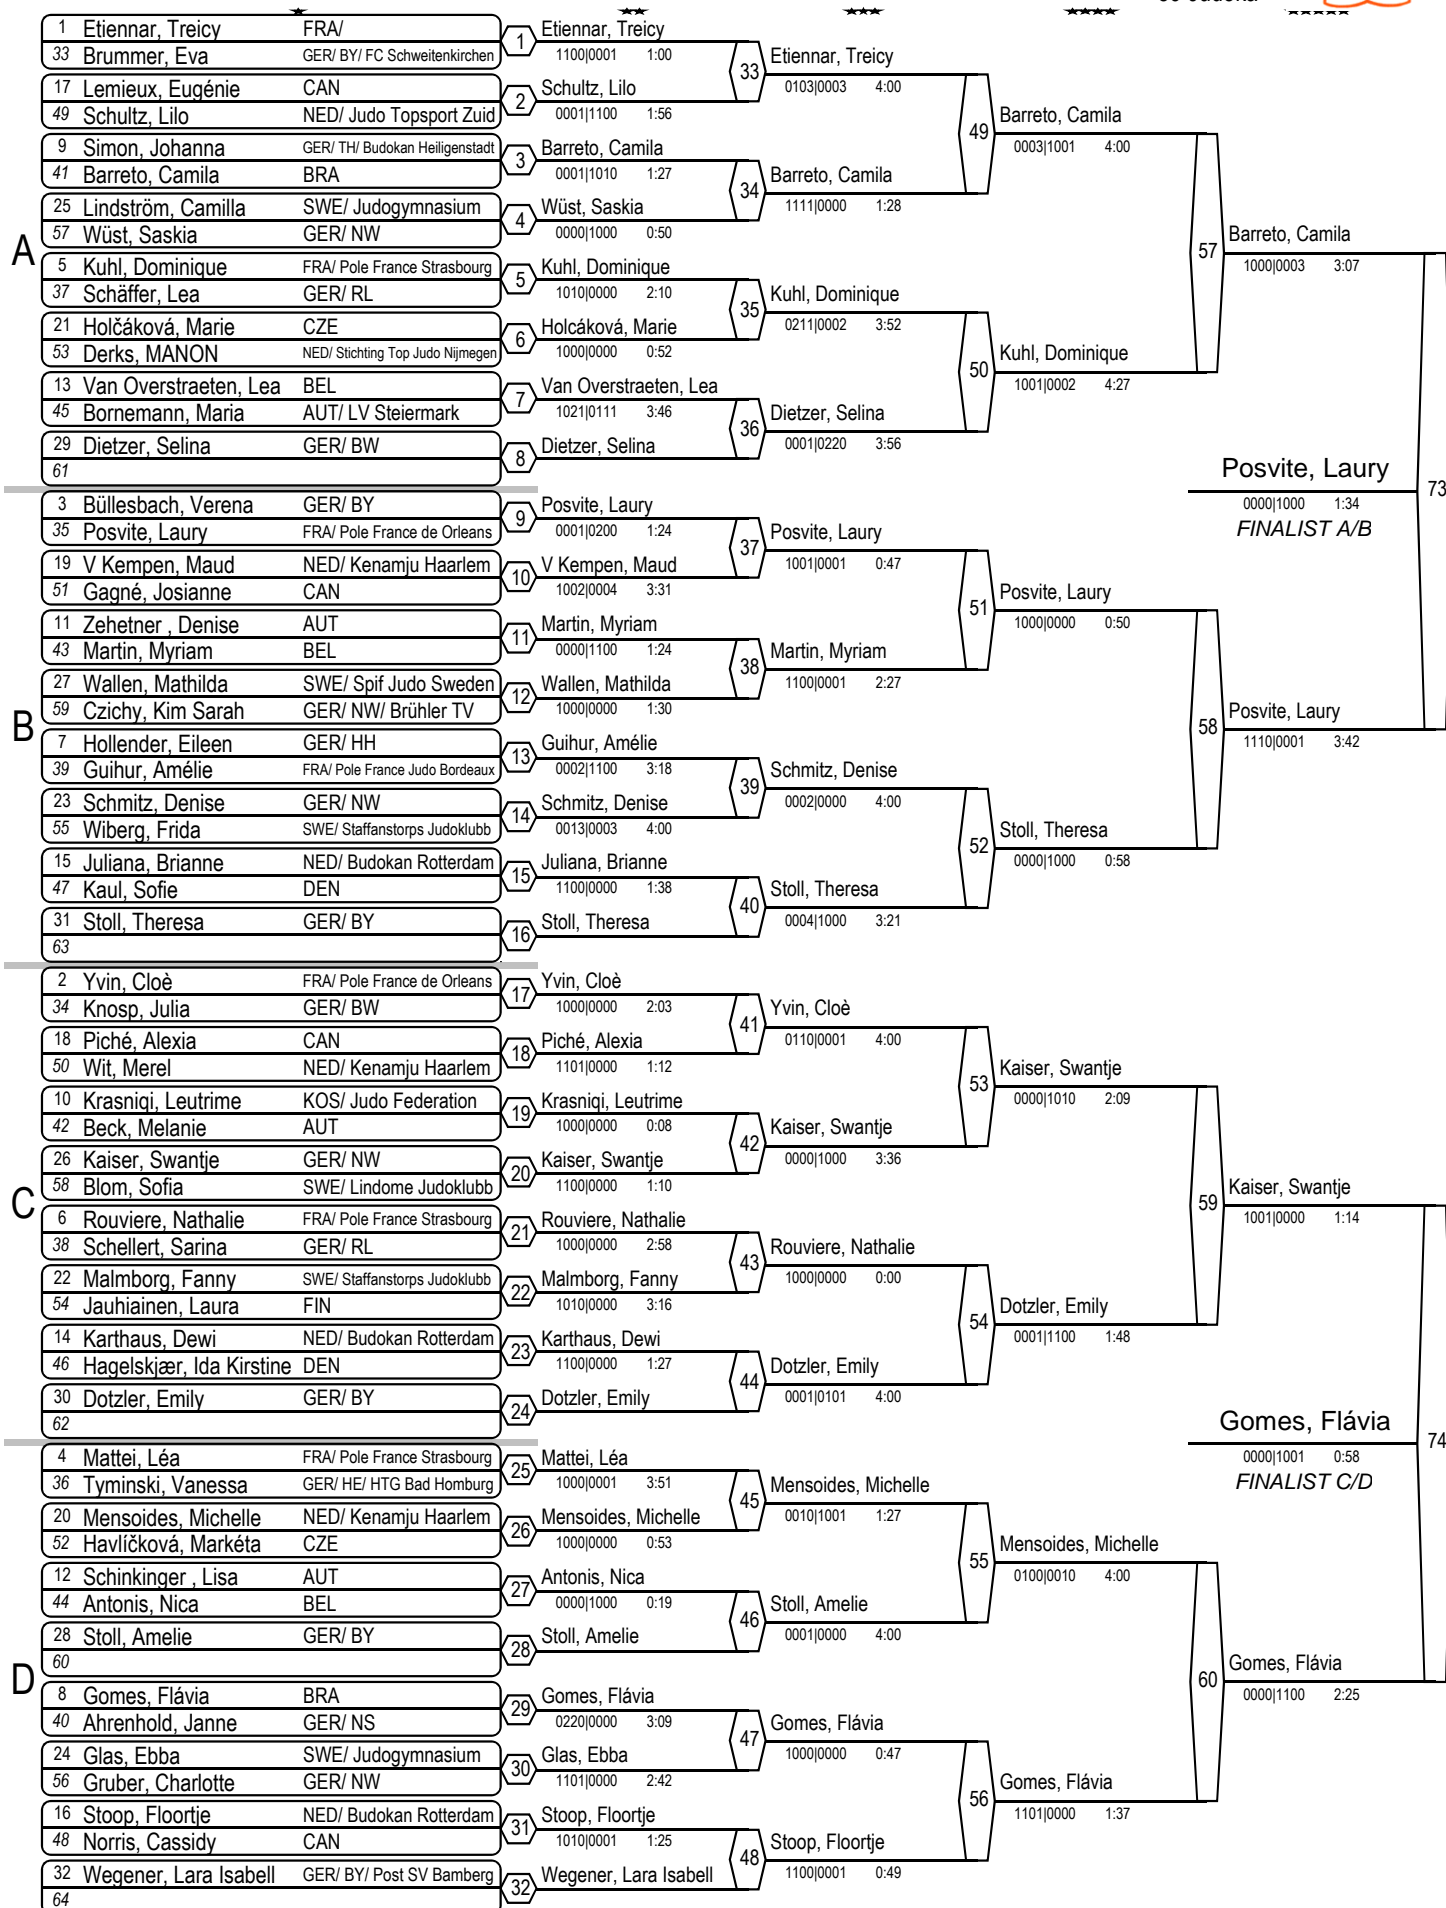 1 Etiennar, Treicy FRA/
33 Brummer, Eva GER/ BY/ FC Schweitenkirchen
17 Lemieux, Eugénie CAN
49 Schultz, Lilo NED/ Judo Topsport Zuid
9 Simon, Johanna GER/ TH/ Budokan Heiligenstadt
41 Barreto, Camila BRA
25 Lindström, Camilla SWE/ Judogymnasium
57 Wüst, Saskia GER/ NW
A
5 Kuhl, Dominique FRA/ Pole France Strasbourg
37 Schäffer, Lea GER/ RL
21 Holčáková, Marie CZE
53 Derks, MANON NED/ Stichting Top Judo Nijmegen
13 Van Overstraeten, Lea BEL
45 Bornemann, Maria AUT/ LV Steiermark
29 Dietzer, Selina GER/ BW
61
3 Büllesbach, Verena GER/ BY
35 Posvite, Laury FRA/ Pole France de Orleans
19 V Kempen, Maud NED/ Kenamju Haarlem
51 Gagné, Josianne CAN
11 Zehetner , Denise AUT
43 Martin, Myriam BEL
27 Wallen, Mathilda SWE/ Spif Judo Sweden
59 Czichy, Kim Sarah GER/ NW/ Brühler TV
B
7 Hollender, Eileen GER/ HH
39 Guihur, Amélie FRA/ Pole France Judo Bordeaux
23 Schmitz, Denise GER/ NW
55 Wiberg, Frida SWE/ Staffanstorps Judoklubb
15 Juliana, Brianne NED/ Budokan Rotterdam
47 Kaul, Sofie DEN
31 Stoll, Theresa GER/ BY
63
2 Yvin, Cloè FRA/ Pole France de Orleans
34 Knosp, Julia GER/ BW
18 Piché, Alexia CAN
50 Wit, Merel NED/ Kenamju Haarlem
10 Krasniqi, Leutrime KOS/ Judo Federation
42 Beck, Melanie AUT
26 Kaiser, Swantje GER/ NW
58 Blom, Sofia SWE/ Lindome Judoklubb
C
6 Rouviere, Nathalie FRA/ Pole France Strasbourg
38 Schellert, Sarina GER/ RL
22 Malmborg, Fanny SWE/ Staffanstorps Judoklubb
54 Jauhiainen, Laura FIN
14 Karthaus, Dewi NED/ Budokan Rotterdam
46 Hagelskjær, Ida Kirstine DEN
30 Dotzler, Emily GER/ BY
62
4 Mattei, Léa FRA/ Pole France Strasbourg
36 Tyminski, Vanessa GER/ HE/ HTG Bad Homburg
20 Mensoides, Michelle NED/ Kenamju Haarlem
52 Havlíčková, Markéta CZE
12 Schinkinger , Lisa AUT
44 Antonis, Nica BEL
28 Stoll, Amelie GER/ BY
60
D
8 Gomes, Flávia BRA
40 Ahrenhold, Janne GER/ NS
24 Glas, Ebba SWE/ Judogymnasium
56 Gruber, Charlotte GER/ NW
16 Stoop, Floortje NED/ Budokan Rotterdam
48 Norris, Cassidy CAN
32 Wegener, Lara Isabell GER/ BY/ Post SV Bamberg
64
1 Etiennar, Treicy
1100|0001 1:00
2 Schultz, Lilo
0001|1100 1:56
3 Barreto, Camila
0001|1010 1:27
4 Wüst, Saskia
0000|1000 0:50
5 Kuhl, Dominique
1010|0000 2:10
6 Holcáková, Marie
1000|0000 0:52
7 Van Overstraeten, Lea
1021|0111 3:46
8 Dietzer, Selina
9 Posvite, Laury
0001|0200 1:24
10 V Kempen, Maud
1002|0004 3:31
11 Martin, Myriam
0000|1100 1:24
12 Wallen, Mathilda
1000|0000 1:30
13 Guihur, Amélie
0002|1100 3:18
14 Schmitz, Denise
0013|0003 4:00
15 Juliana, Brianne
1100|0000 1:38
16 Stoll, Theresa
17 Yvin, Cloè
1000|0000 2:03
18 Piché, Alexia
1101|0000 1:12
19 Krasniqi, Leutrime
1000|0000 0:08
20 Kaiser, Swantje
1100|0000 1:10
21 Rouviere, Nathalie
1000|0000 2:58
22 Malmborg, Fanny
1010|0000 3:16
23 Karthaus, Dewi
1100|0000 1:27
24 Dotzler, Emily
25 Mattei, Léa
1000|0001 3:51
26 Mensoides, Michelle
1000|0000 0:53
27 Antonis, Nica
0000|1000 0:19
28 Stoll, Amelie
29 Gomes, Flávia
0220|0000 3:09
30 Glas, Ebba
1101|0000 2:42
31 Stoop, Floortje
1010|0001 1:25
32 Wegener, Lara Isabell
33 Etiennar, Treicy
0103|0003 4:00
34 Barreto, Camila
1111|0000 1:28
35 Kuhl, Dominique
0211|0002 3:52
36 Dietzer, Selina
0001|0220 3:56
37 Posvite, Laury
1001|0001 0:47
38 Martin, Myriam
1100|0001 2:27
39 Schmitz, Denise
0002|0000 4:00
40 Stoll, Theresa
0004|1000 3:21
41 Yvin, Cloè
0110|0001 4:00
42 Kaiser, Swantje
0000|1000 3:36
43 Rouviere, Nathalie
1000|0000 0:00
44 Dotzler, Emily
0001|0101 4:00
45 Mensoides, Michelle
0010|1001 1:27
46 Stoll, Amelie
0001|0000 4:00
47 Gomes, Flávia
1000|0000 0:47
48 Stoop, Floortje
1100|0001 0:49
49 Barreto, Camila
0003|1001 4:00
50 Kuhl, Dominique
1001|0002 4:27
51 Posvite, Laury
1000|0000 0:50
52 Stoll, Theresa
0000|1000 0:58
53 Kaiser, Swantje
0000|1010 2:09
54 Dotzler, Emily
0001|1100 1:48
55 Mensoides, Michelle
0100|0010 4:00
56 Gomes, Flávia
1101|0000 1:37
57 Barreto, Camila
1000|0003 3:07
58 Posvite, Laury
1110|0001 3:42
59 Kaiser, Swantje
1001|0000 1:14
60 Gomes, Flávia
0000|1100 2:25
Posvite, Laury
73
0000|1000 1:34
FINALIST A/B
Gomes, Flávia
74
0000|1001 0:58
FINALIST C/D